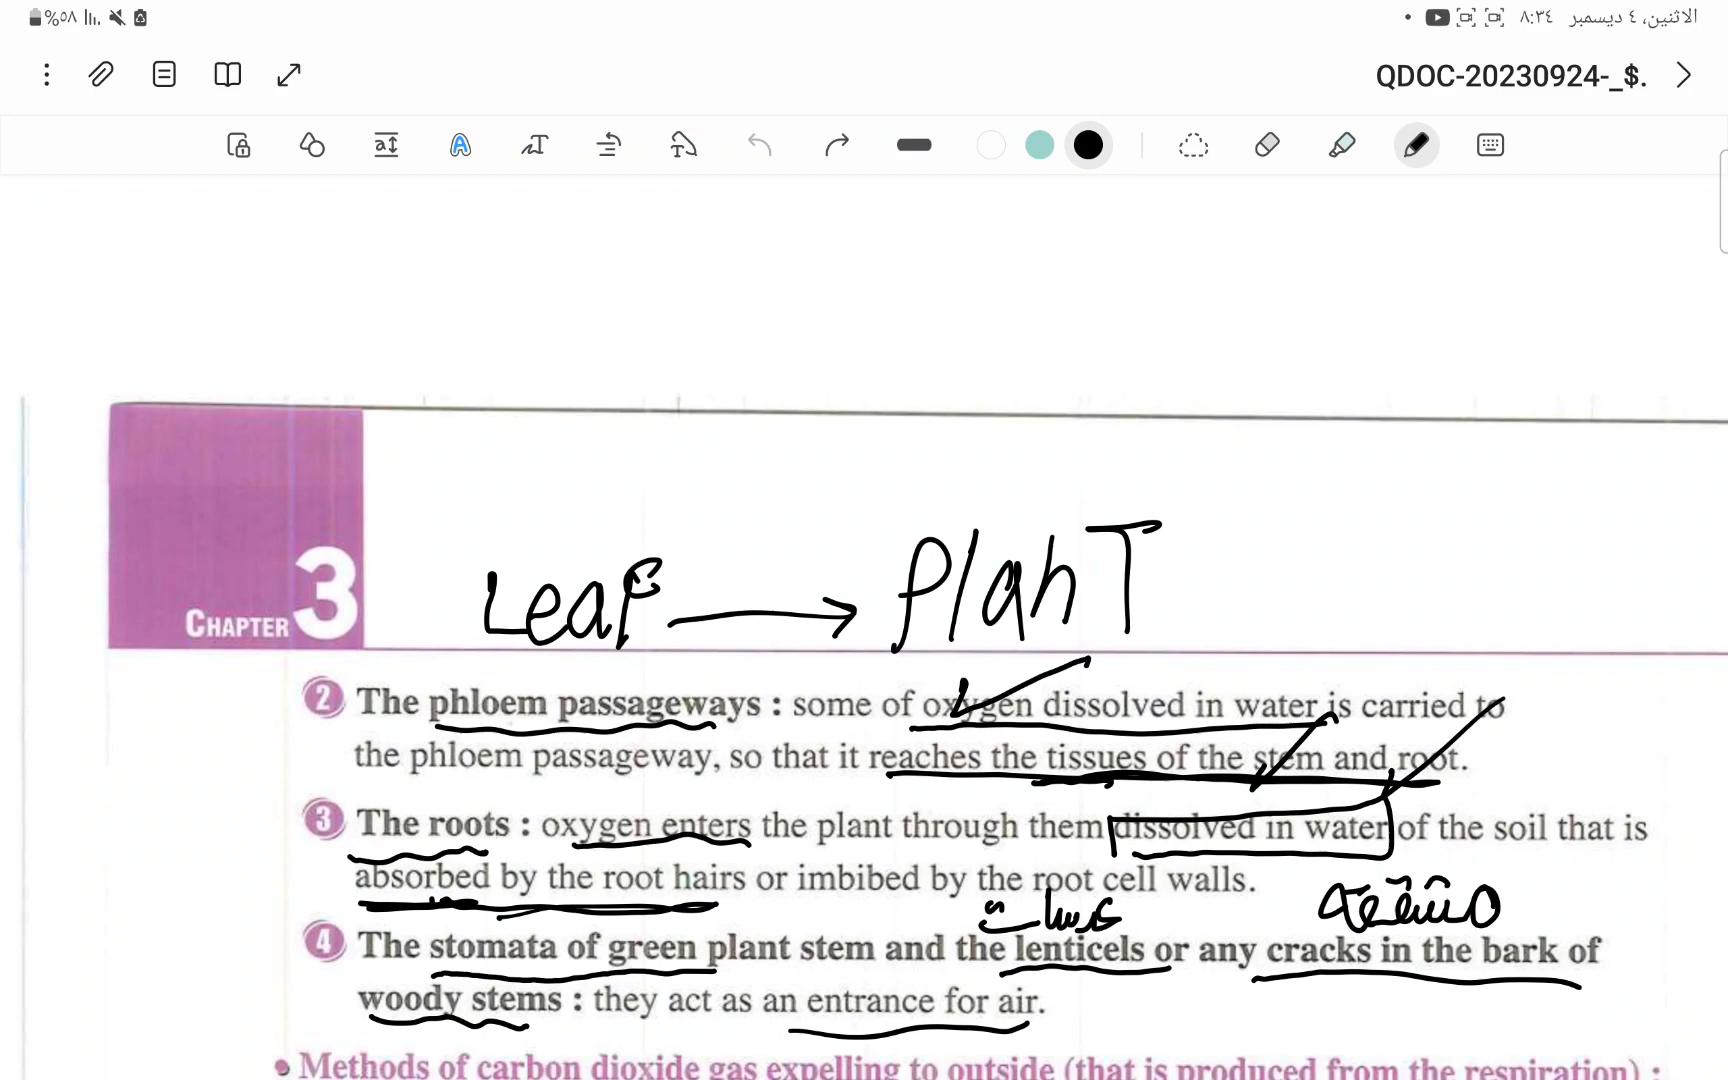 %٥٨
الاثنين، ٤ ديسمبر ٨:٣٤
QDOC-20230924-_$.
CHAPTER 3
Leaf → Plant
2 The phloem passageways : some of oxygen dissolved in water is carried to
the phloem passageway, so that it reaches the tissues of the stem and root.
3 The roots : oxygen enters the plant through them dissolved in water of the soil that is
absorbed by the root hairs or imbibed by the root cell walls.
عديسات
4 The stomata of green plant stem and the lenticels or any cracks in the bark of
woody stems : they act as an entrance for air.
• Methods of carbon dioxide gas expelling to outside (that is produced from the respiration) :